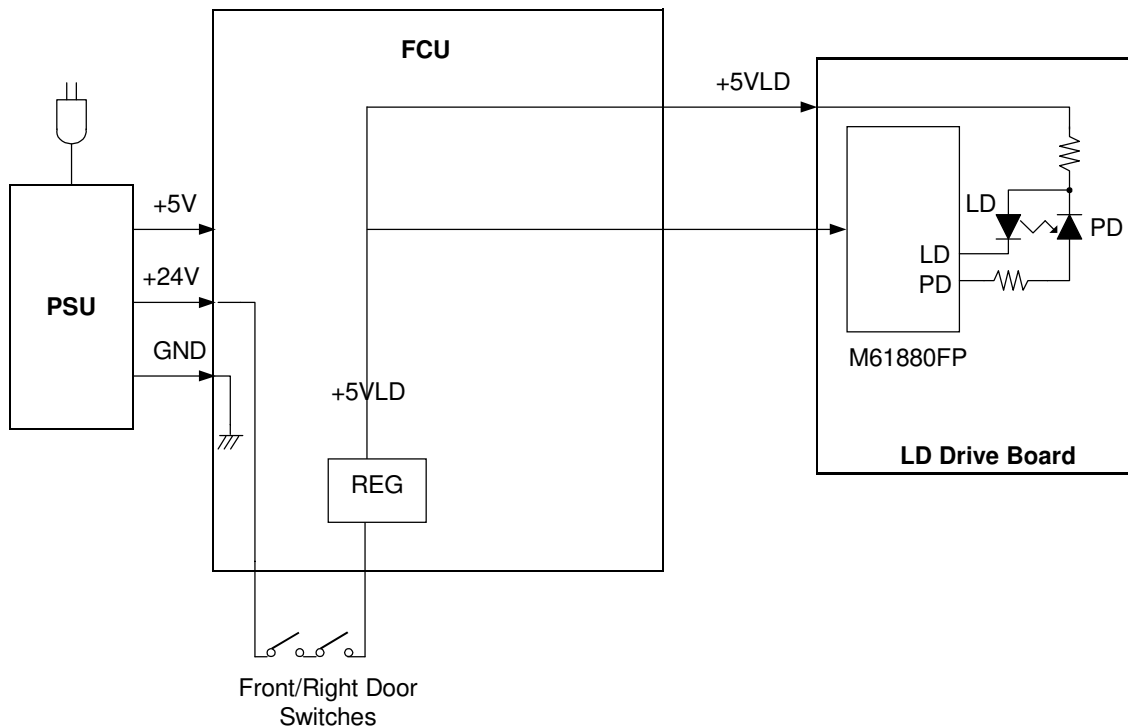 FCU
+5VLD
+5V
+24V
PSU
GND
+5VLD
REG
Front/Right Door
Switches
LD
PD
LD
PD
M61880FP
LD Drive Board